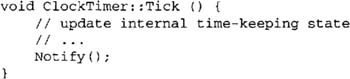 void ClockTimer::Tick () {
    // update internal time-keeping state
    // ...
    Notify();
}